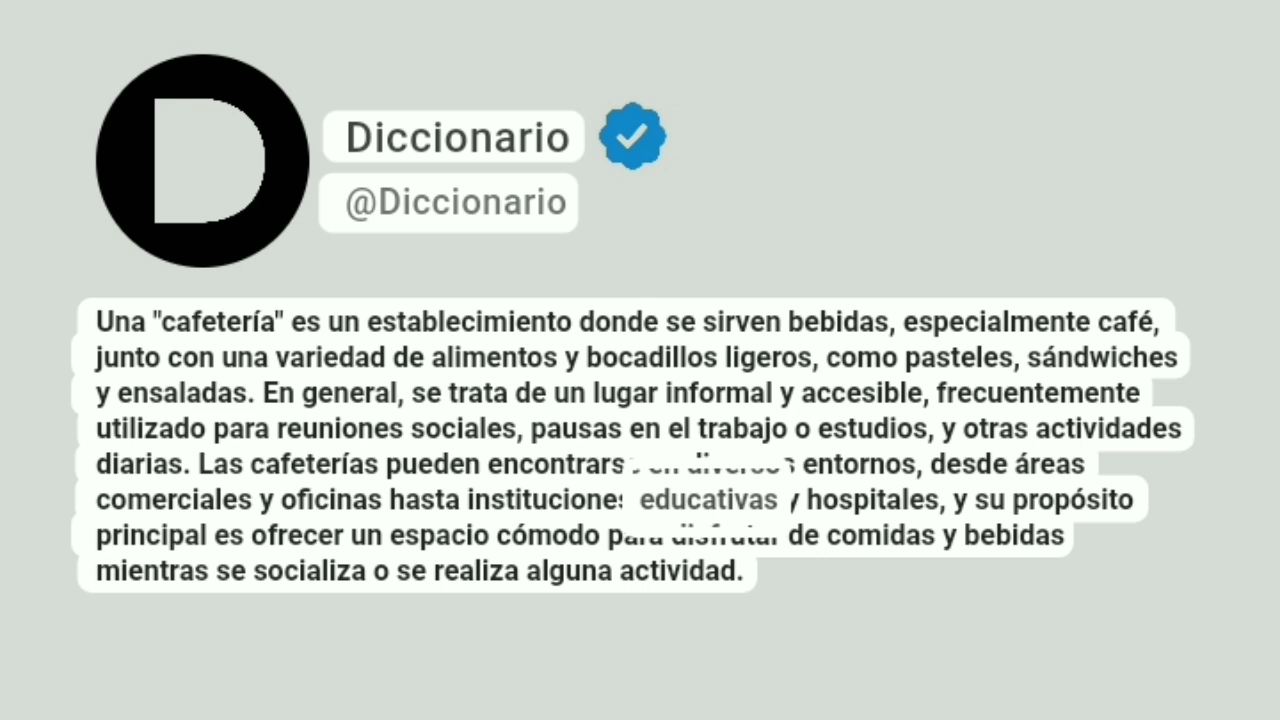 D
Diccionario
@Diccionario
Una "cafetería" es un establecimiento donde se sirven bebidas, especialmente café,
junto con una variedad de alimentos y bocadillos ligeros, como pasteles, sándwiches
y ensaladas. En general, se trata de un lugar informal y accesible, frecuentemente
utilizado para reuniones sociales, pausas en el trabajo o estudios, y otras actividades
diarias. Las cafeterías pueden entornos, desde áreas
comerciales y oficinas hasta instituciones educativas y hospitales, y su propósito
principal es ofrecer un espacio cómodo de comidas y bebidas
mientras se socializa o se realiza alguna actividad.